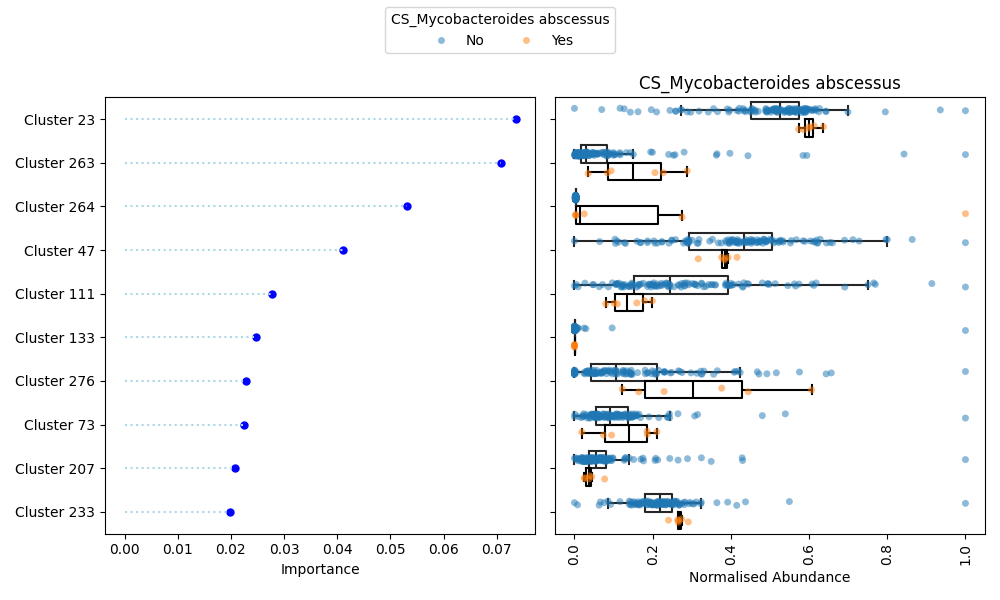 CS_Mycobacteroides abscessus
No Yes
CS_Mycobacteroides abscessus
Cluster 23
Cluster 263
Cluster 264
Cluster 47
Cluster 111
Cluster 133
Cluster 276
Cluster 73
Cluster 207
Cluster 233
0.00 0.01 0.02 0.03 0.04 0.05 0.06 0.07
Importance
0.0 0.2 0.4 0.6 0.8 1.0
Normalised Abundance